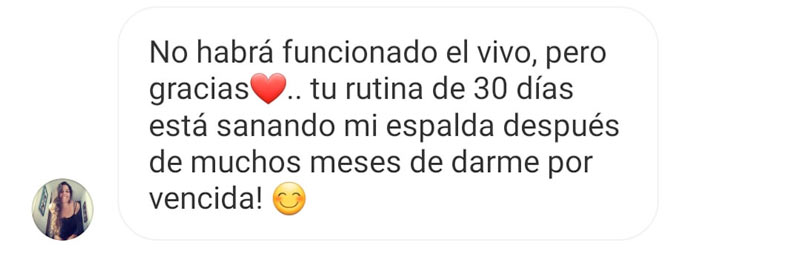 No habrá funcionado el vivo, pero
gracias❤️.. tu rutina de 30 días
está sanando mi espalda después
de muchos meses de darme por
vencida! 😊